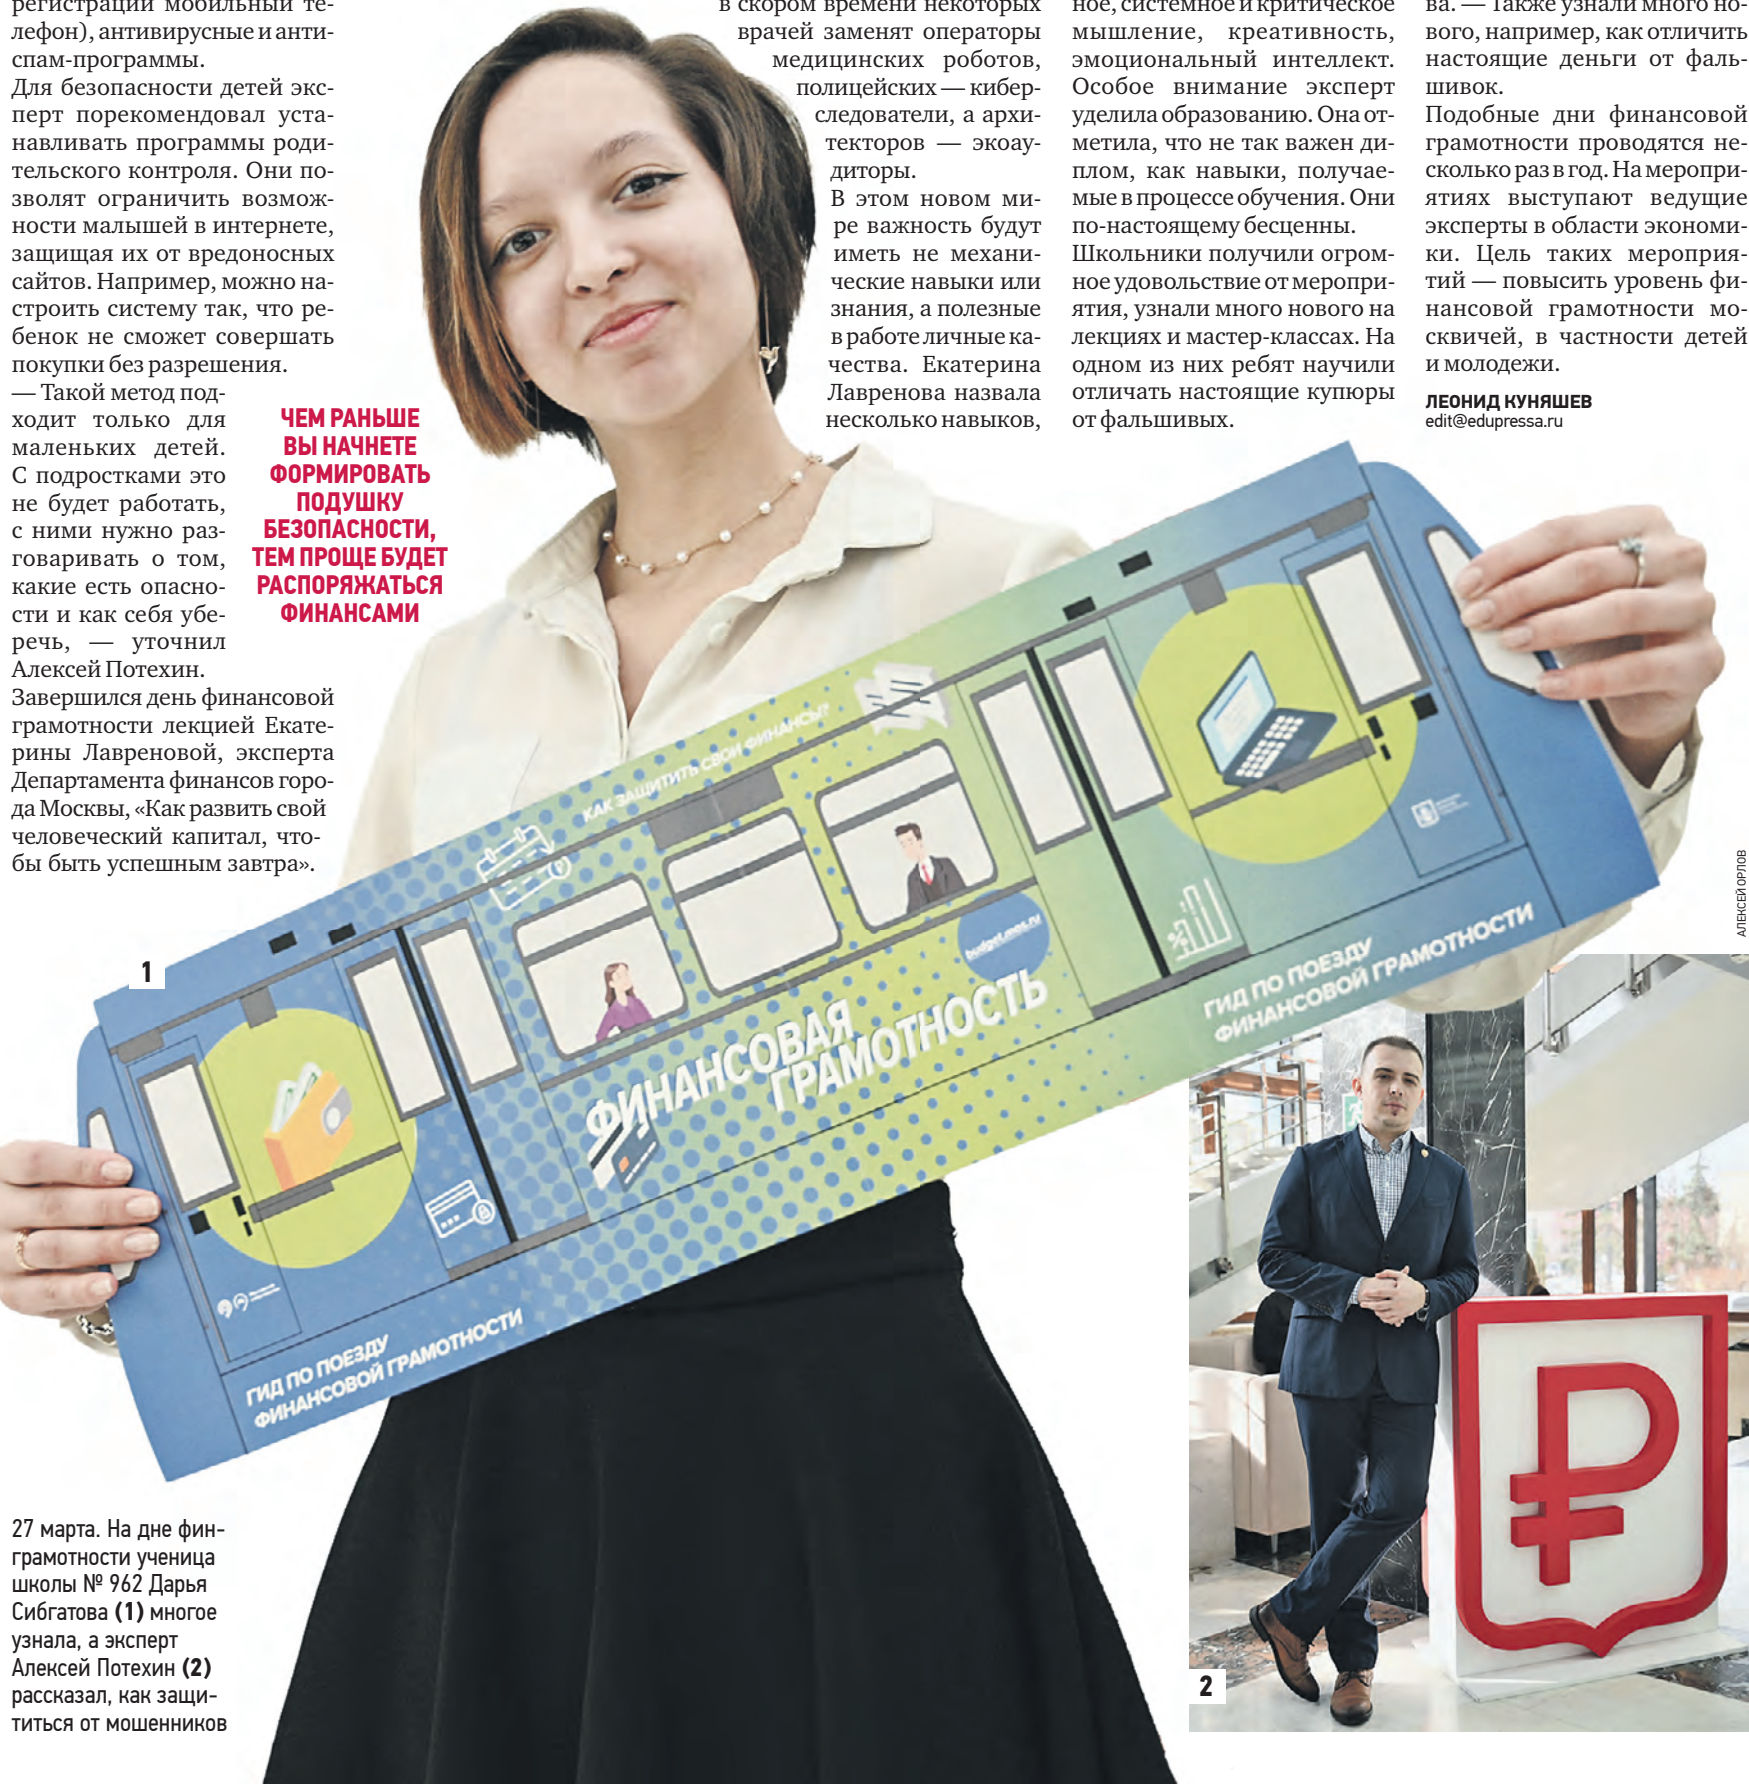 регистрации мобильный те-
лефон), антивирусные и анти-
спам-программы.
Для безопасности детей экс-
перт порекомендовал уста-
навливать программы роди-
тельского контроля. Они по-
зволят ограничить возмож-
ности малышей в интернете,
защищая их от вредоносных
сайтов. Например, можно на-
строить систему так, что ре-
бенок не сможет совершать
покупки без разрешения.
— Такой метод под-
ходит только для
маленьких детей.
С подростками это
не будет работать,
с ними нужно раз-
говаривать о том,
какие есть опасно-
сти и как себя убе-
речь, — уточнил
Алексей Потехин.
Завершился день финансовой
грамотности лекцией Екате-
рины Лавреновой, эксперта
Департамента финансов горо-
да Москвы, «Как развить свой
человеческий капитал, что-
бы быть успешным завтра».
ЧЕМ РАНЬШЕ
ВЫ НАЧНЕТЕ
ФОРМИРОВАТЬ
ПОДУШКУ
БЕЗОПАСНОСТИ,
ТЕМ ПРОЩЕ БУДЕТ
РАСПОРЯЖАТЬСЯ
ФИНАНСАМИ
в скором времени некоторых
врачей заменят операторы
медицинских роботов,
полицейских — кибер-
следователи, а архи-
текторов — экоау-
диторы.
В этом новом ми-
ре важность будут
иметь не механи-
ческие навыки или
знания, а полезные
в работе личные ка-
чества. Екатерина
Лавренова назвала
несколько навыков,
ное, системное и критическое
мышление, креативность,
эмоциональный интеллект.
Особое внимание эксперт
уделила образованию. Она от-
метила, что не так важен ди-
плом, как навыки, получае-
мые в процессе обучения. Они
по-настоящему бесценны.
Школьники получили огром-
ное удовольствие от меропри-
ятия, узнали много нового на
лекциях и мастер-классах. На
одном из них ребят научили
отличать настоящие купюры
от фальшивых.
ва. — Также узнали много но-
вого, например, как отличить
настоящие деньги от фаль-
шивок.
Подобные дни финансовой
грамотности проводятся не-
сколько раз в год. На меропри-
ятиях выступают ведущие
эксперты в области экономи-
ки. Цель таких мероприя-
тий — повысить уровень фи-
нансовой грамотности мо-
сквичей, в частности детей
и молодежи.
ЛЕОНИД КУНЯШЕВ
edit@edupressa.ru
АЛЕКСЕЙ ОРЛОВ
КАК ЗАЩИТИТЬ СВОИ ФИНАНСЫ?
budget.mos.ru
ФИНАНСОВАЯ
ГРАМОТНОСТЬ
ГИД ПО ПОЕЗДУ
ФИНАНСОВОЙ ГРАМОТНОСТИ
ГИД ПО ПОЕЗДУ
ФИНАНСОВОЙ ГРАМОТНОСТИ
1
2
27 марта. На дне фин-
грамотности ученица
школы № 962 Дарья
Сибгатова (1) многое
узнала, а эксперт
Алексей Потехин (2)
рассказал, как защи-
титься от мошенников